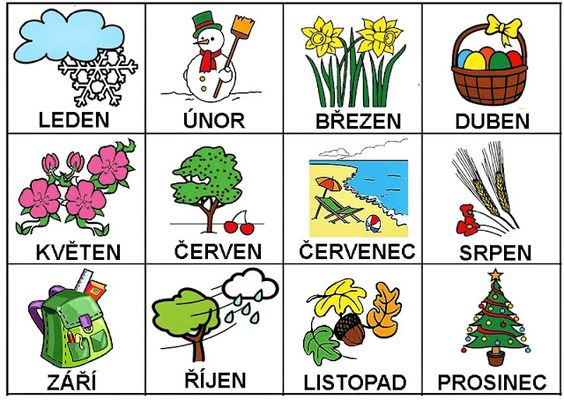 LEDEN
ÚNOR
BŘEZEN
DUBEN
KVĚTEN
ČERVEN
ČERVENEC
SRPEN
ZÁŘÍ
ŘÍJEN
LISTOPAD
PROSINEC